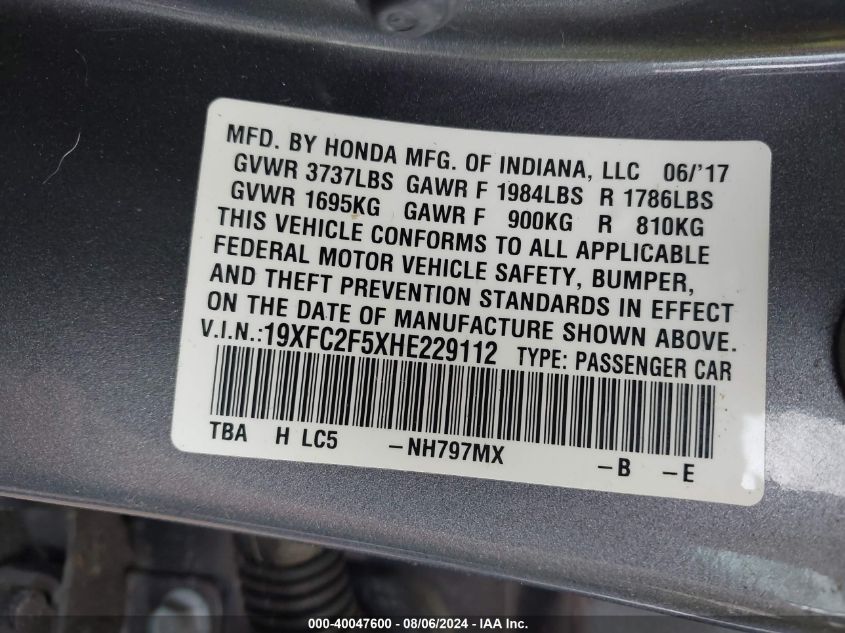 MFD. BY HONDA MFG. OF INDIANA, LLC 06/'17
GVWR 3737LBS GAWR F 1984LBS R 1786LBS
GVWR 1695KG GAWR F 900KG R 810KG
THIS VEHICLE CONFORMS TO ALL APPLICABLE
FEDERAL MOTOR VEHICLE SAFETY, BUMPER,
AND THEFT PREVENTION STANDARDS IN EFFECT
ON THE DATE OF MANUFACTURE SHOWN ABOVE.
V.I.N.:19XFC2F5XHE229112 TYPE: PASSENGER CAR
TBA H LC5 -NH797MX -B -E
000-40047600 - 08/06/2024 - IAA Inc.